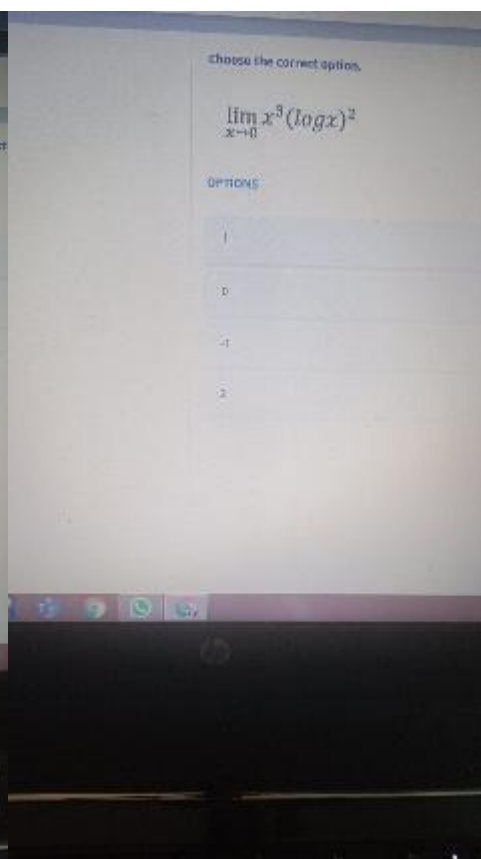 Choose the correct option.
lim x³(logx)²
x→0
OPTIONS
1
0
-1
2